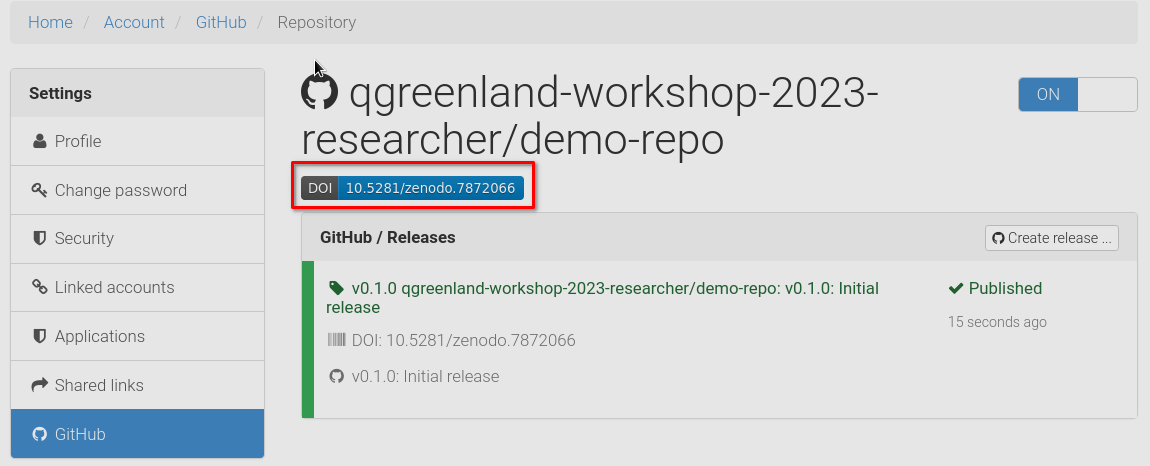 Home / Account / GitHub / Repository
Settings
Profile
Change password
Security
Linked accounts
Applications
Shared links
GitHub
qgreenland-workshop-2023-
researcher/demo-repo
ON
DOI 10.5281/zenodo.7872066
GitHub / Releases
Create release ...
v0.1.0 qgreenland-workshop-2023-researcher/demo-repo: v0.1.0: Initial
release
Published
15 seconds ago
DOI: 10.5281/zenodo.7872066
v0.1.0: Initial release